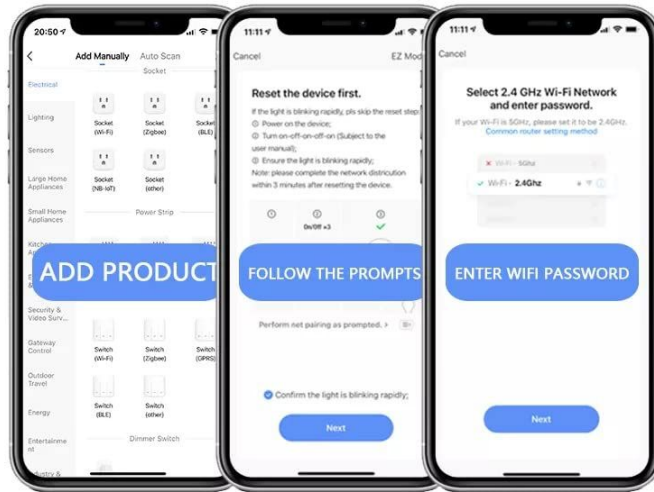 20:50
Add Manually Auto Scan
Socket
Electrical
Lighting
Sensors
Large Home
Appliances
Small Home
Appliances
Socket
(Wi-Fi)
Socket
(Zigbee)
Socket
(BLE)
Socket
(NB-IoT)
Socket
(other)
Power Strip
ADD PRODUCT
Security &
Video Surv...
Gateway
Control
Outdoor
Travel
Energy
Entertainme
nt
Switch
(Wi-Fi)
Switch
(Zigbee)
Switch
(GPRS)
Switch
(BLE)
Switch
(other)
Dimmer Switch
11:11
Cancel EZ Mod
Reset the device first.
If the light is blinking rapidly, pls skip the reset step
① Power on the device;
② Turn on-off-on-off-on (Subject to the
user manual);
③ Ensure the light is blinking rapidly;
Note: please complete the network districution
within 3 minutes after resetting the device.
① ② ③
On/Off ×3
FOLLOW THE PROMPTS
Perform net pairing as prompted. >
Confirm the light is blinking rapidly;
Next
11:11
Cancel
Select 2.4 GHz Wi-Fi Network
and enter password.
If your Wi-Fi is 5GHz, please set it to be 2.4GHz.
Common router setting method
Wi-Fi - 5Ghz
Wi-Fi - 2.4Ghz
ENTER WIFI PASSWORD
Next